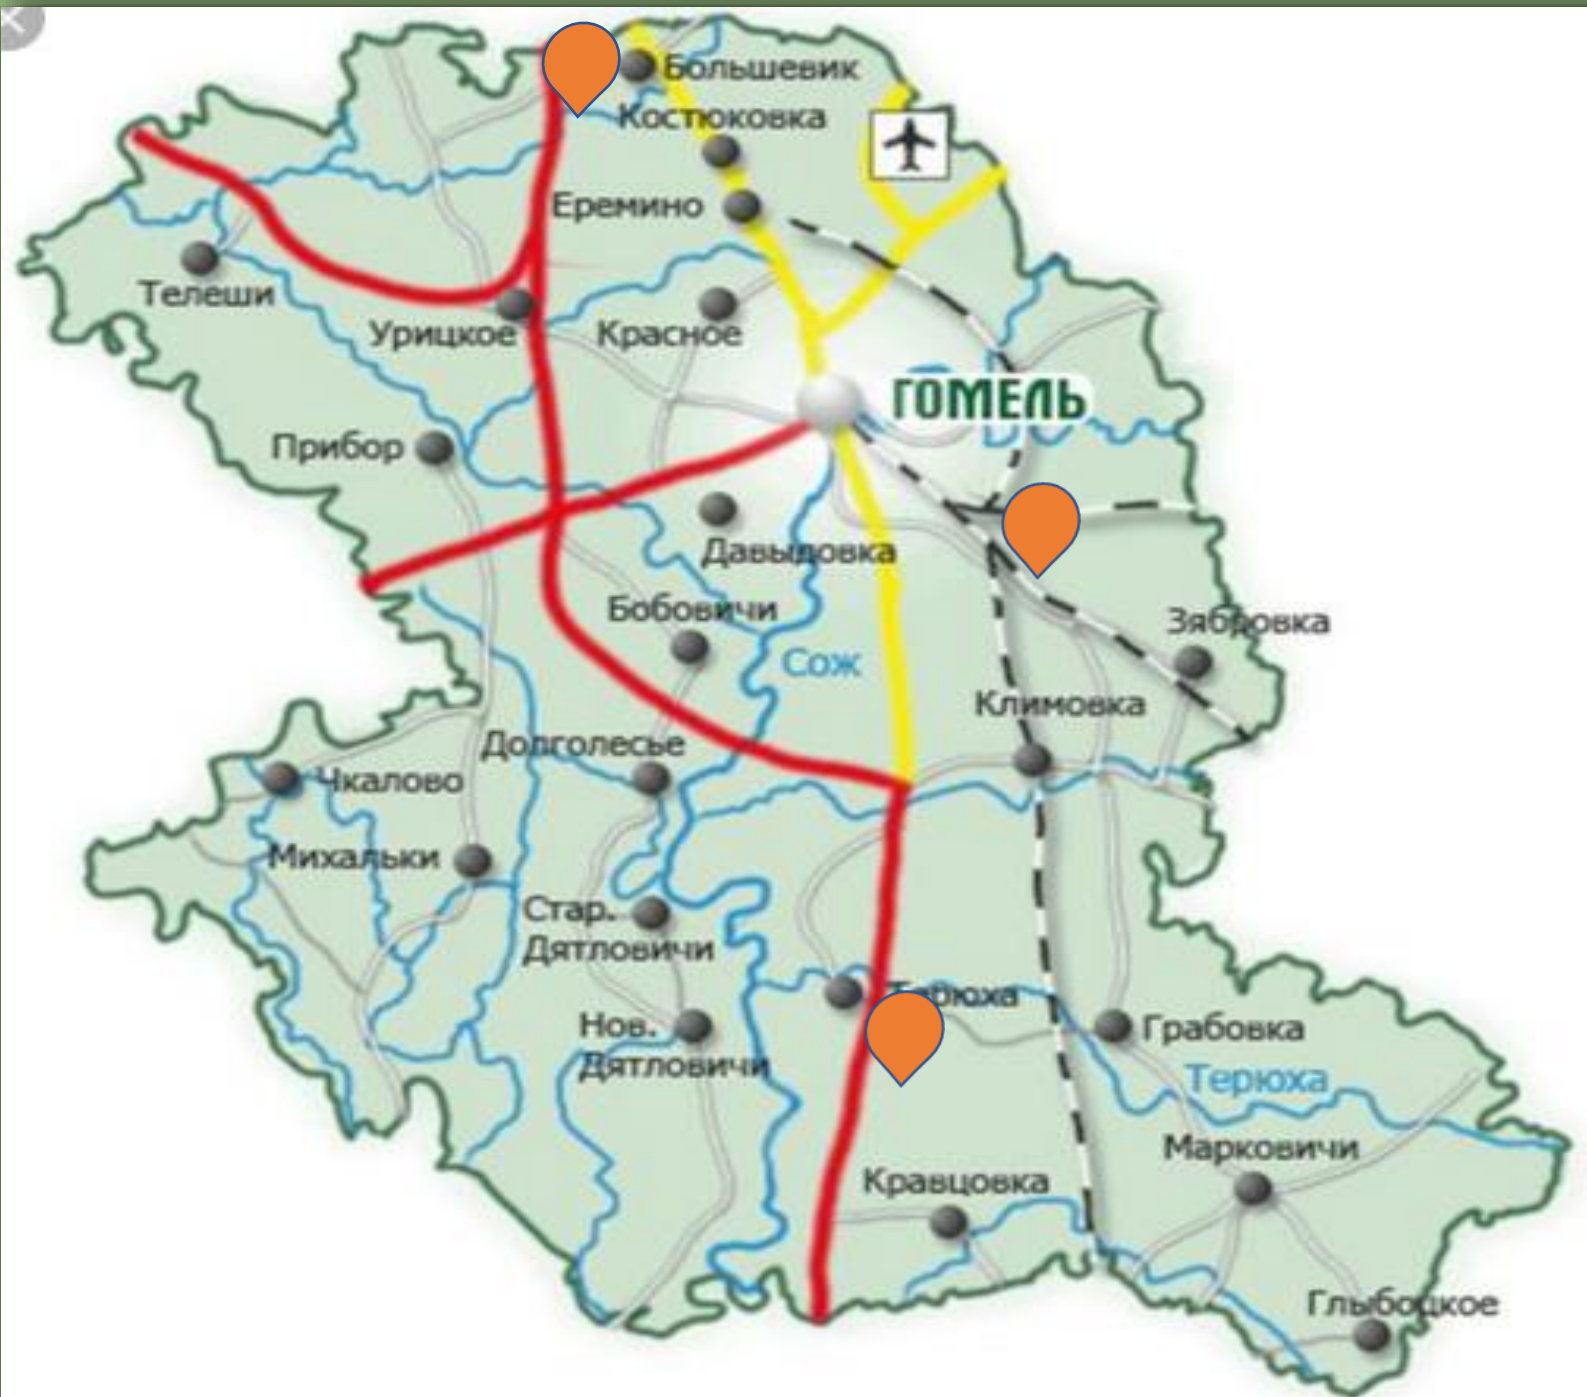 Большевик
Костюковка
Еремино
Телеши
Урицкое
Красное
ГОМЕЛЬ
Прибор
Давыдовка
Бобовичи
Зябровка
Сож
Климовка
Долголесье
Чкалово
Михальки
Стар.
Дятловичи
Терюха
Нов.
Дятловичи
Грабовка
Терюха
Марковичи
Кравцовка
Глыбоцкое